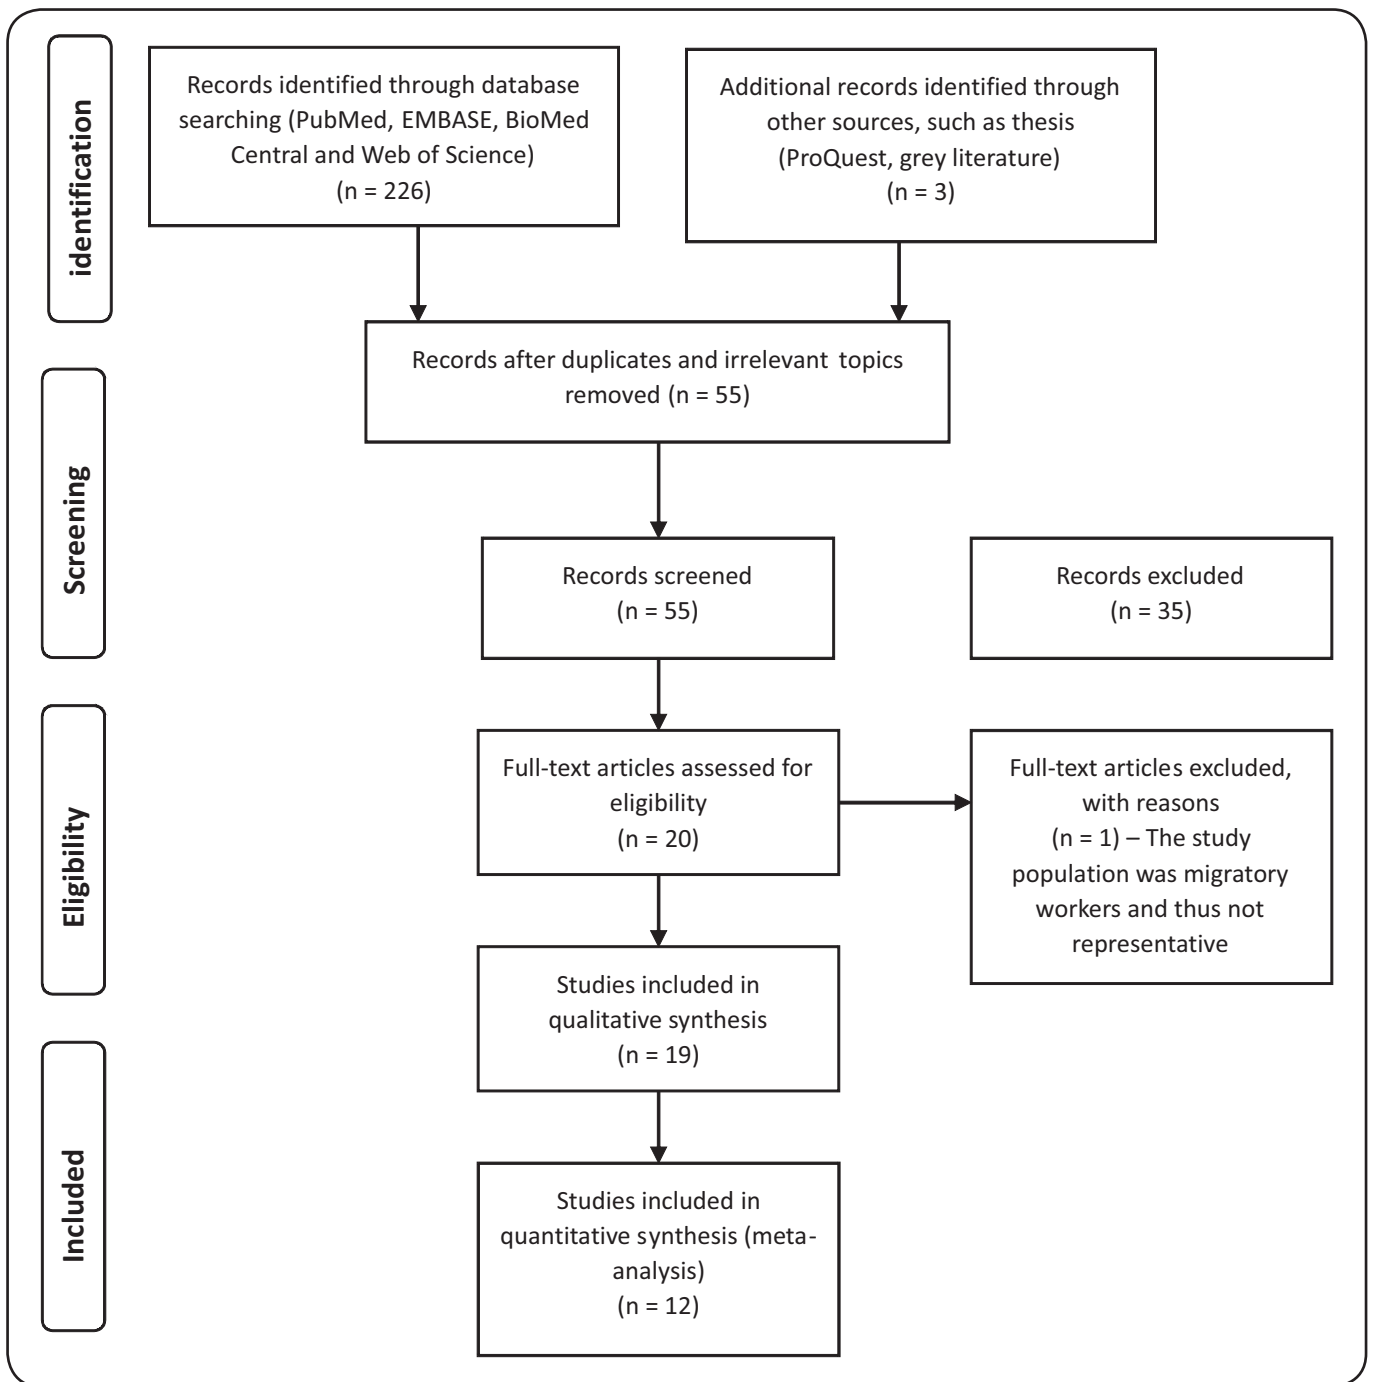 identification
Records identified through database
searching (PubMed, EMBASE, BioMed
Central and Web of Science)
(n = 226)
Additional records identified through
other sources, such as thesis
(ProQuest, grey literature)
(n = 3)
Records after duplicates and irrelevant topics
removed (n = 55)
Screening
Records screened
(n = 55)
Records excluded
(n = 35)
Eligibility
Full-text articles assessed for
eligibility
(n = 20)
Full-text articles excluded,
with reasons
(n = 1) – The study
population was migratory
workers and thus not
representative
Studies included in
qualitative synthesis
(n = 19)
Included
Studies included in
quantitative synthesis (meta-
analysis)
(n = 12)